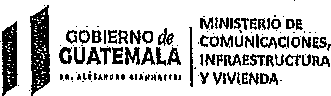 GOBIERNO de
GUATEMALA
DR. ALEJANDRO GIAMMATTEI
MINISTERIO DE
COMUNICACIONES,
INFRAESTRUCTURA
Y VIVIENDA